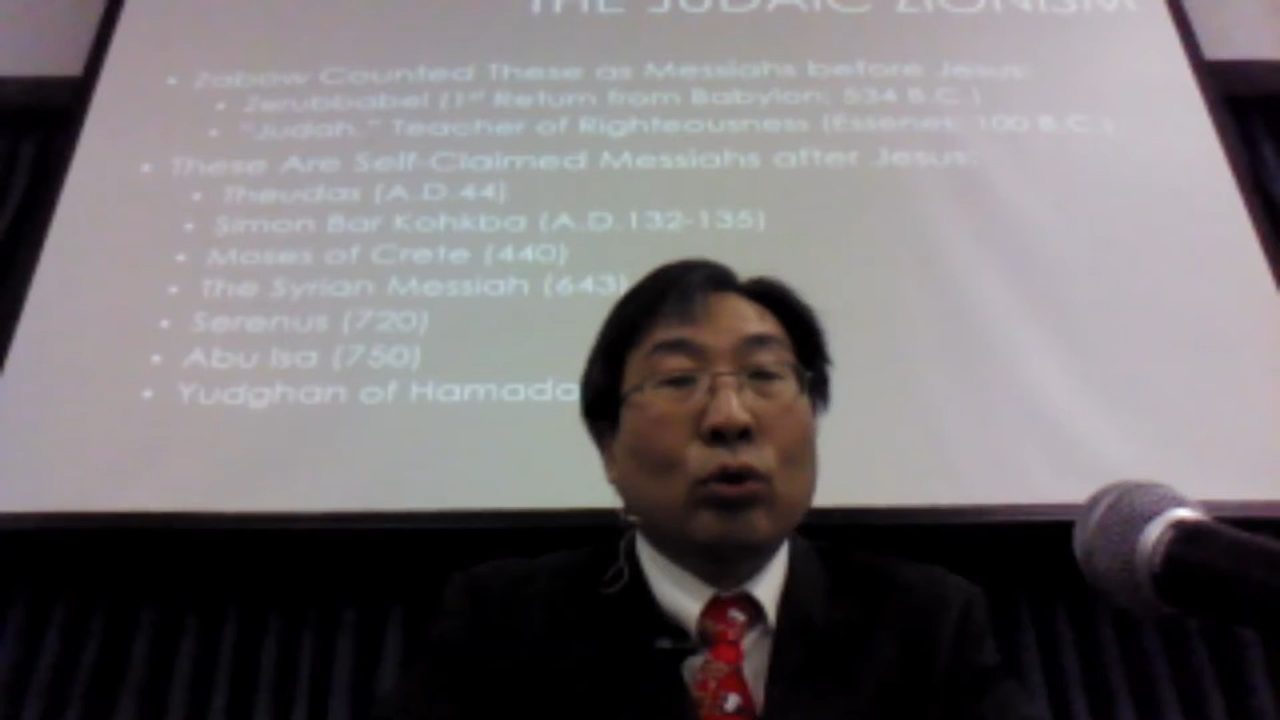 THE JUDAIC ZIONISM
• Zabow Counted These as Messiahs before Jesus:
• Zerubbabel (1st Return from Babylon; 534 B.C.)
• "Judah," Teacher of Righteousness (Essenes; 100 B.C.)
• These Are Self-Claimed Messiahs after Jesus:
• Theudas (A.D.44)
• Simon Bar Kohkba (A.D.132-135)
• Moses of Crete (440)
• The Syrian Messiah (643)
• Serenus (720)
• Abu Isa (750)
• Yudghan of Hamado